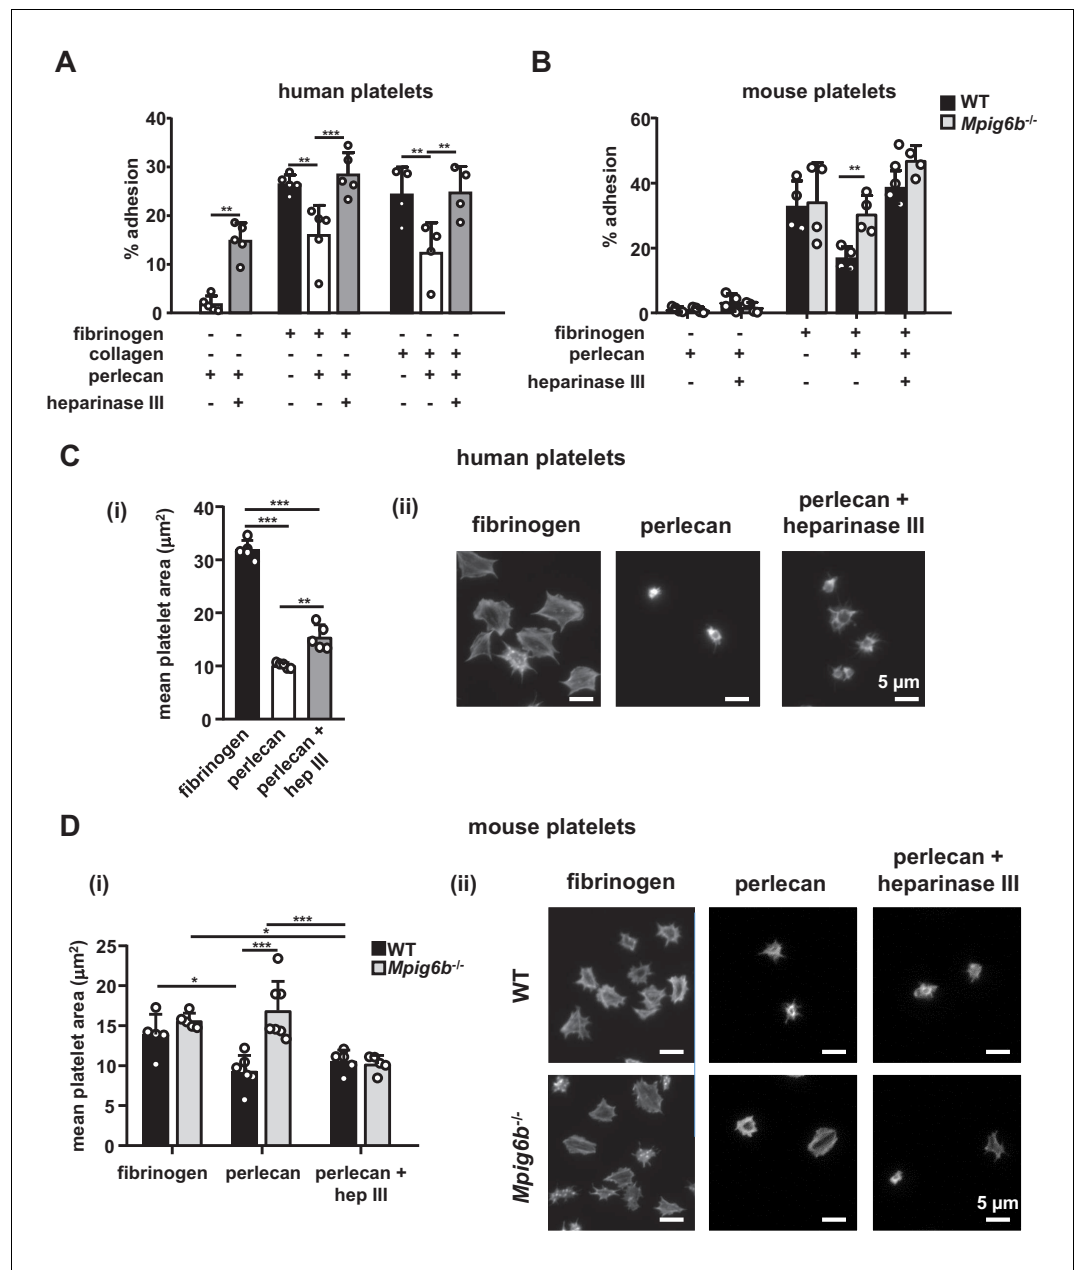 A
human platelets
% adhesion
40
30
20
10
0
**
**
***
**
**
fibrinogen - - + + + - - -
collagen - - - - - + + +
perlecan + + - + + - + +
heparinase III - + - - + - - +
B
mouse platelets
WT
Mpig6b-/-
% adhesion
60
40
20
0
**
fibrinogen - - + + +
perlecan + + - + +
heparinase III - + - - +
C
human platelets
(i)
mean platelet area (μm2)
40
30
20
10
0
***
***
**
fibrinogen
perlecan
perlecan +
hep III
(ii)
fibrinogen
perlecan
perlecan +
heparinase III
5 μm
D
mouse platelets
(i)
mean platelet area (μm2)
25
20
15
10
5
0
***
*
***
*
WT
Mpig6b-/-
fibrinogen
perlecan
perlecan +
hep III
(ii)
fibrinogen
perlecan
perlecan +
heparinase III
WT
Mpig6b-/-
5 μm